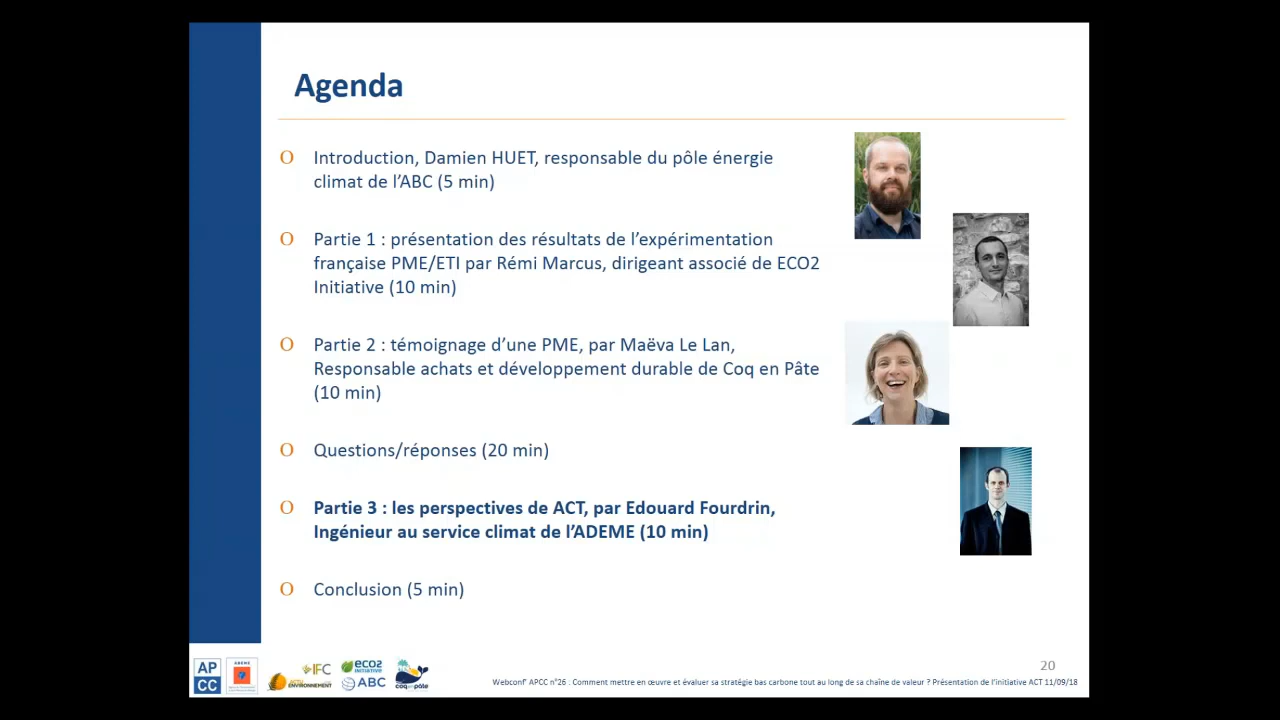 Agenda
O Introduction, Damien HUET, responsable du pôle énergie
climat de l'ABC (5 min)
O Partie 1 : présentation des résultats de l'expérimentation
française PME/ETI par Rémi Marcus, dirigeant associé de ECO2
Initiative (10 min)
O Partie 2 : témoignage d'une PME, par Maëva Le Lan,
Responsable achats et développement durable de Coq en Pâte
(10 min)
O Questions/réponses (20 min)
O Partie 3 : les perspectives de ACT, par Edouard Fourdrin,
Ingénieur au service climat de l'ADEME (10 min)
O Conclusion (5 min)
20
AP
CC
ADEME
ENVIRONNEMENT
IFC
eco2
INITIATIVE
ABC
coq en pâte
Webconf' APCC n°26 : Comment mettre en œuvre et évaluer sa stratégie bas carbone tout au long de sa chaîne de valeur ? Présentation de l'initiative ACT 11/09/18